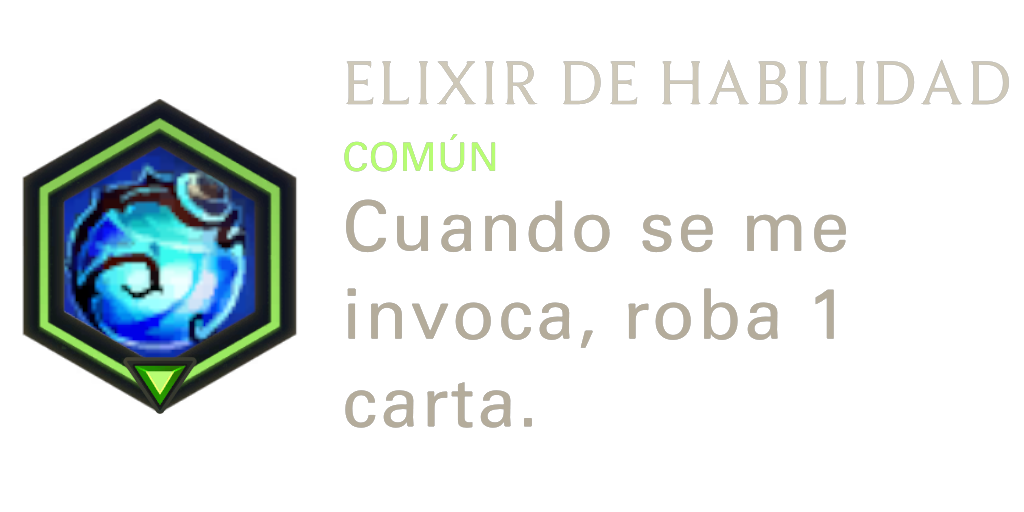 ELIXIR DE HABILIDAD
COMÚN
Cuando se me
invoca, roba 1
carta.